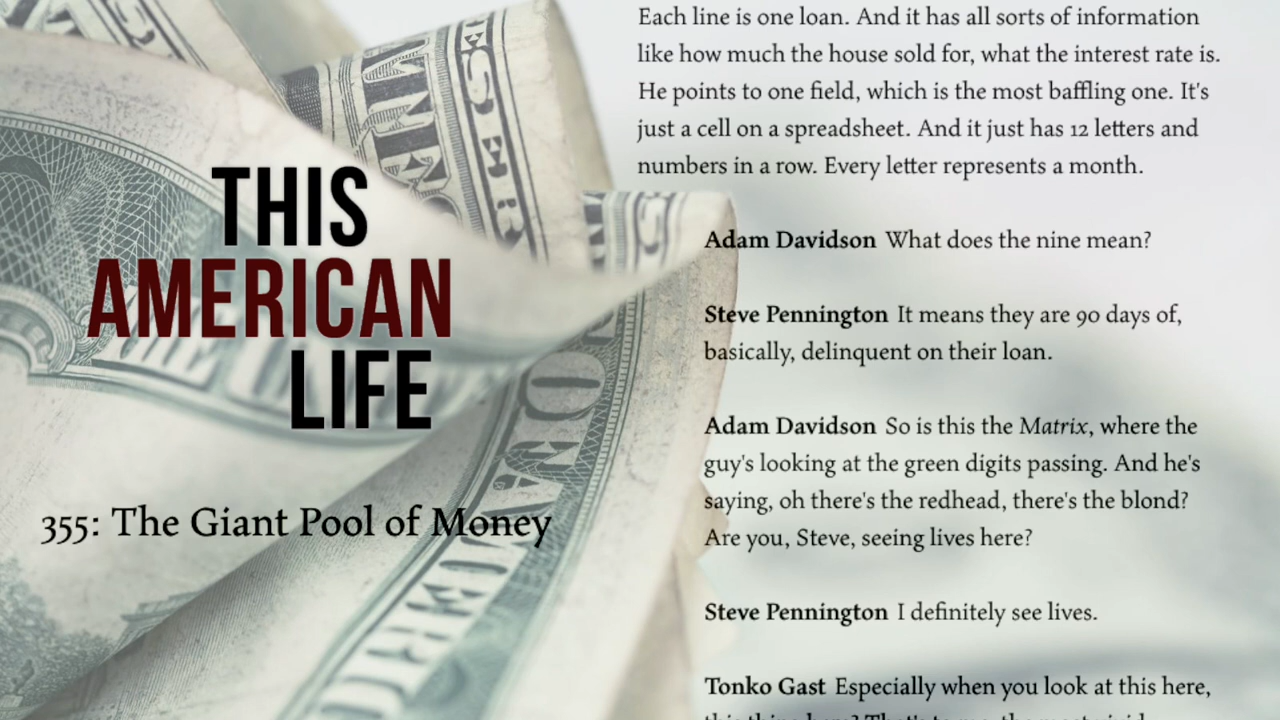 THIS
AMERICAN
LIFE
355: The Giant Pool of Money
Each line is one loan. And it has all sorts of information
like how much the house sold for, what the interest rate is.
He points to one field, which is the most baffling one. It's
just a cell on a spreadsheet. And it just has 12 letters and
numbers in a row. Every letter represents a month.
Adam Davidson What does the nine mean?
Steve Pennington It means they are 90 days of,
basically, delinquent on their loan.
Adam Davidson So is this the Matrix, where the
guy's looking at the green digits passing. And he's
saying, oh there's the redhead, there's the blond?
Are you, Steve, seeing lives here?
Steve Pennington I definitely see lives.
Tonko Gast Especially when you look at this here,